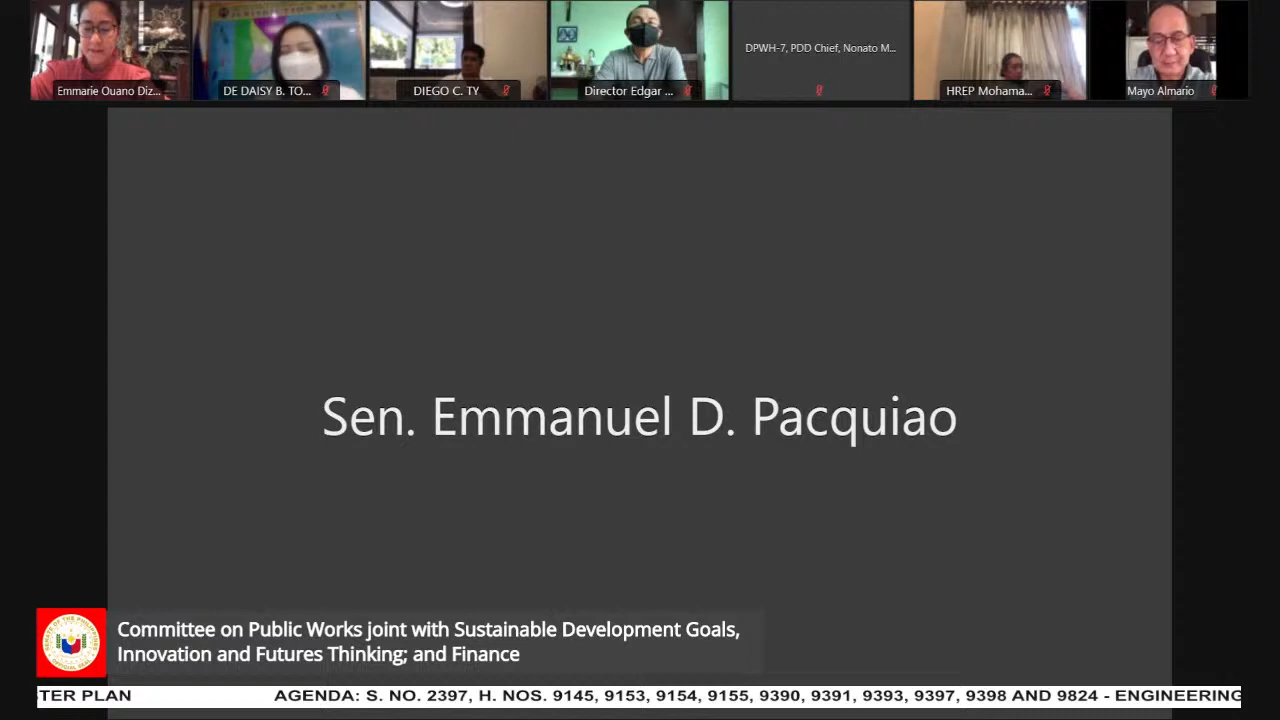 Emmarie Ouano Diz...
DE DAISY B. TO...
DIEGO C. TY
Director Edgar ...
DPWH-7, PDD Chief, Nonato M...
HREP Mohama...
Mayo Almario
Sen. Emmanuel D. Pacquiao
Committee on Public Works joint with Sustainable Development Goals,
Innovation and Futures Thinking; and Finance
TER PLAN AGENDA: S. NO. 2397, H. NOS. 9145, 9153, 9154, 9155, 9390, 9391, 9393, 9397, 9398 AND 9824 - ENGINEERING